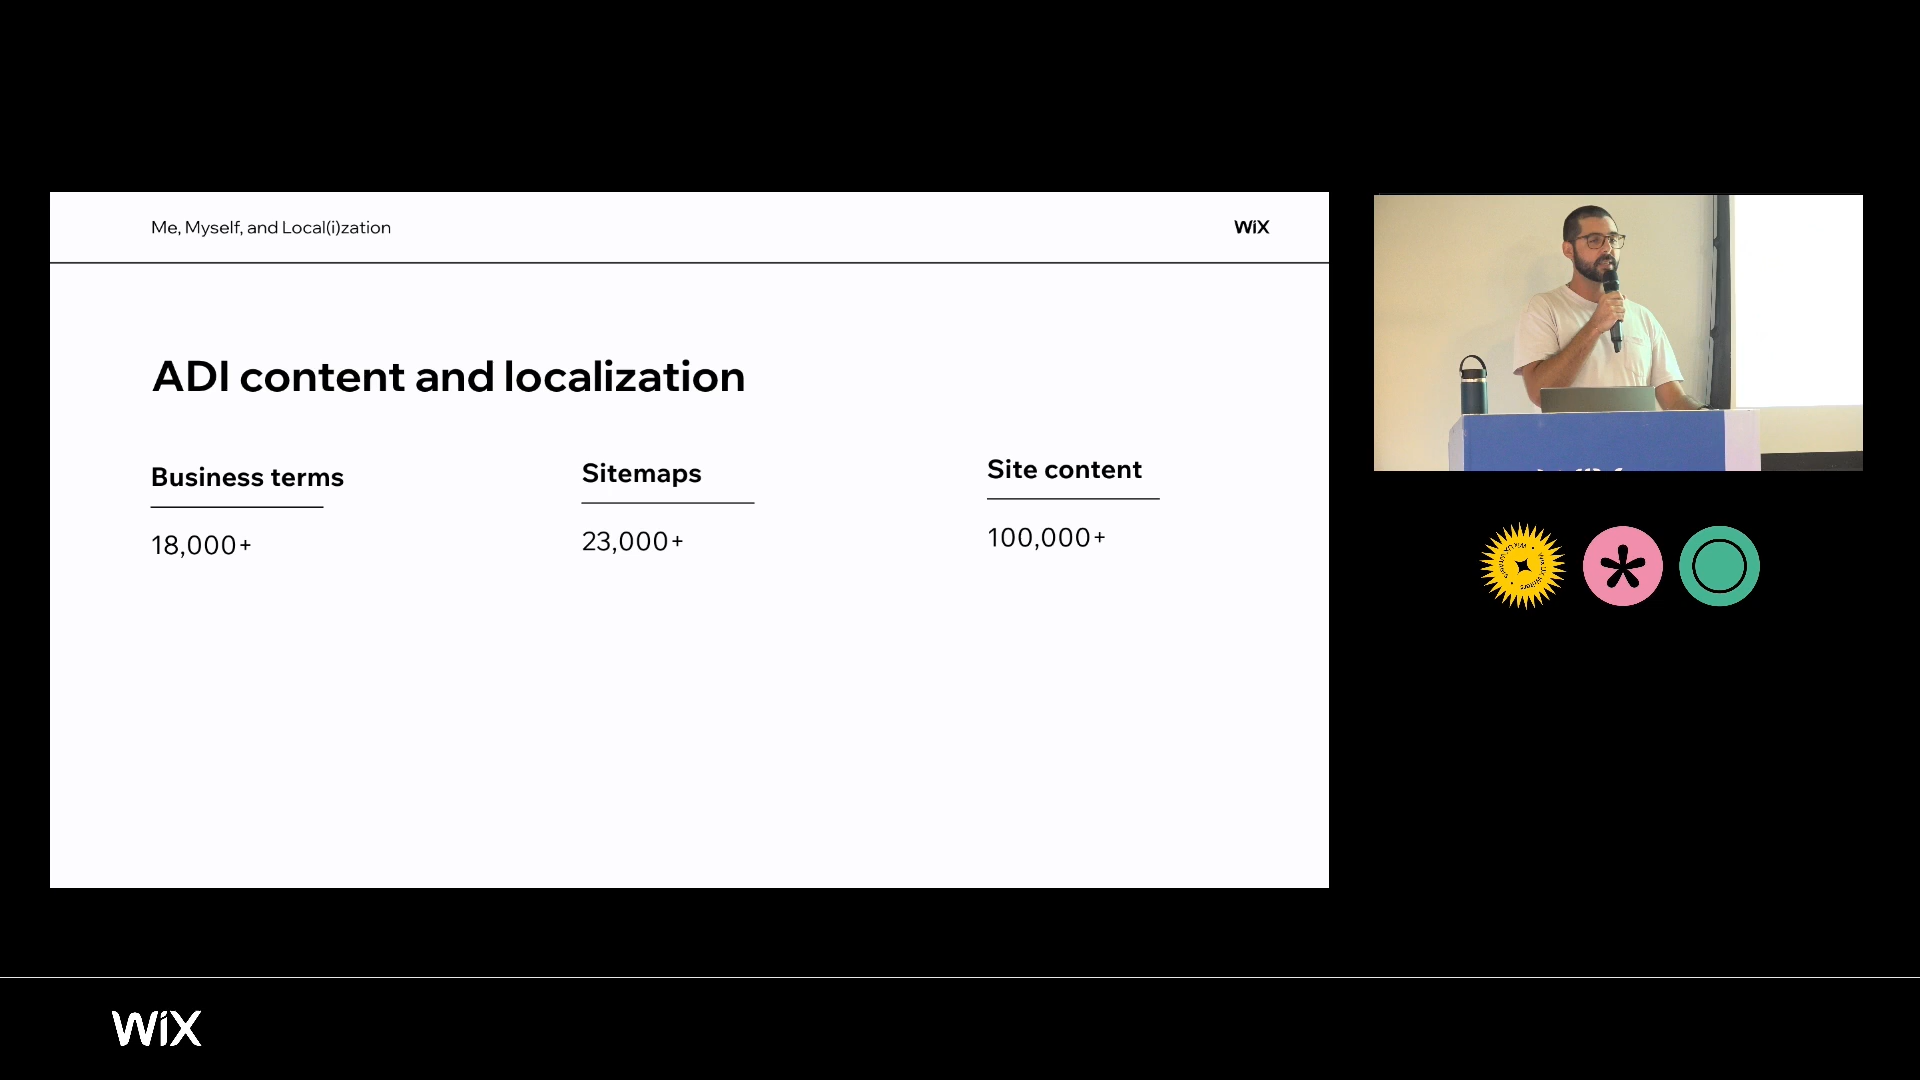 Me, Myself, and Local(i)zation
WiX
ADI content and localization
Business terms
18,000+
Sitemaps
23,000+
Site content
100,000+
WiX